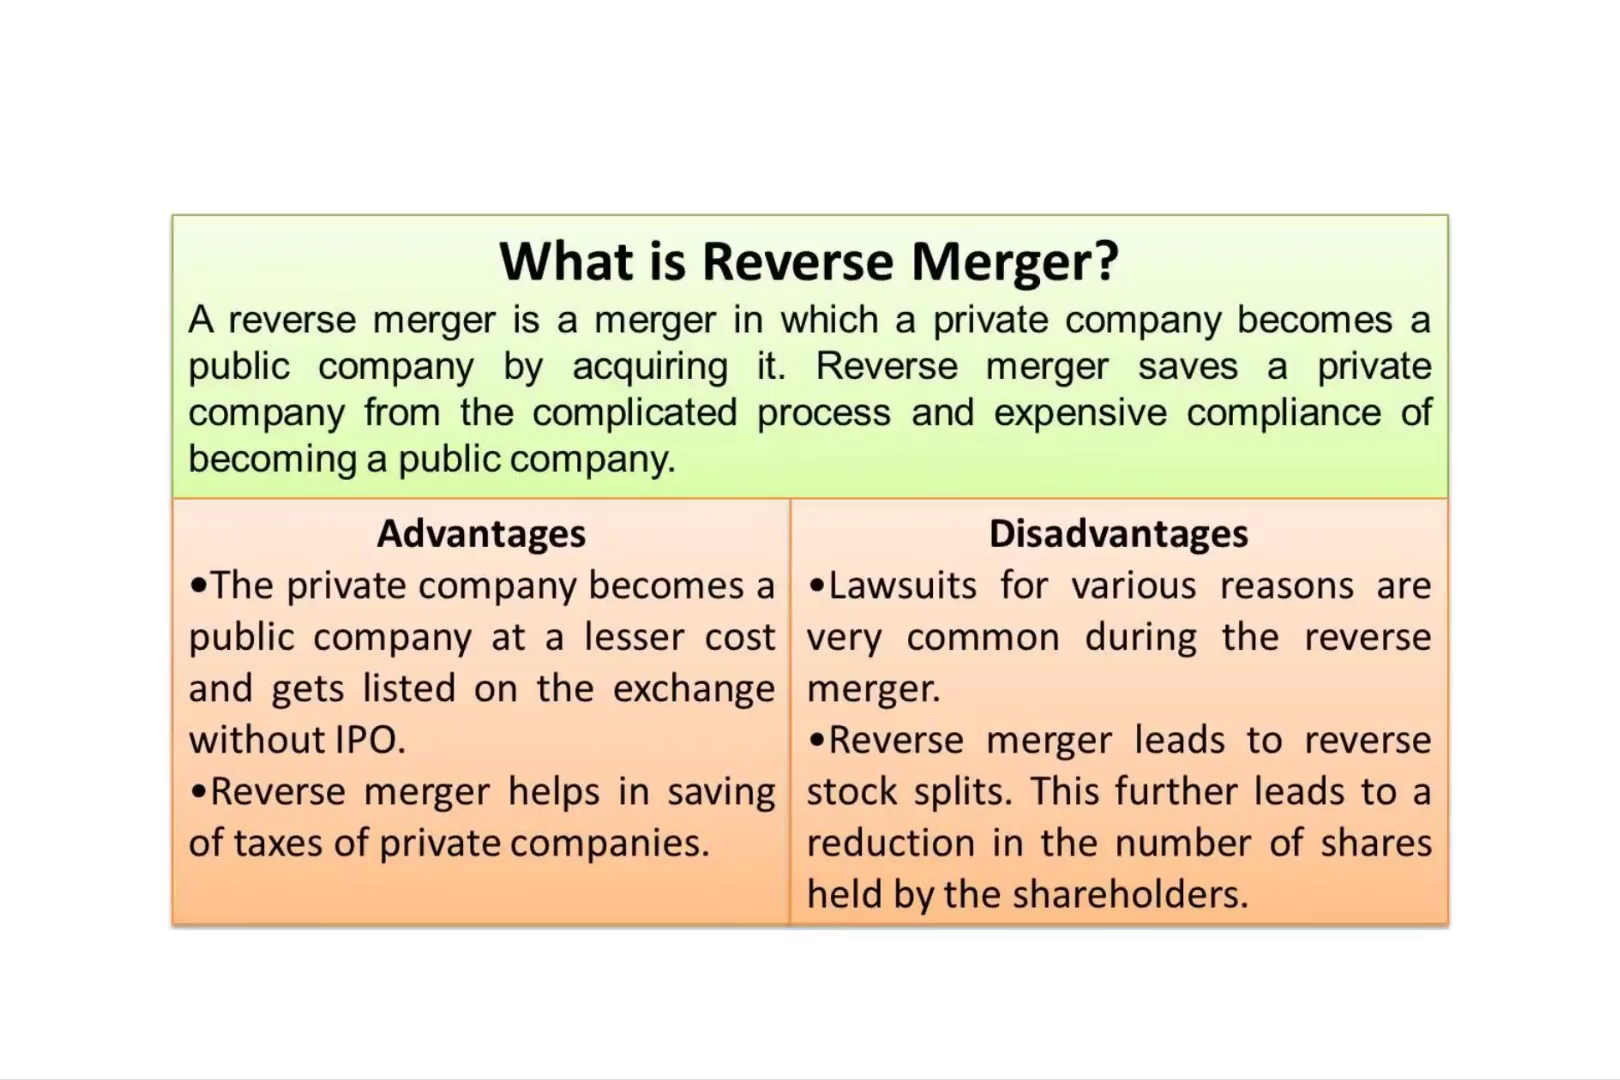 What is Reverse Merger?
A reverse merger is a merger in which a private company becomes a
public company by acquiring it. Reverse merger saves a private
company from the complicated process and expensive compliance of
becoming a public company.
Advantages
•The private company becomes a
public company at a lesser cost
and gets listed on the exchange
without IPO.
•Reverse merger helps in saving
of taxes of private companies.
Disadvantages
•Lawsuits for various reasons are
very common during the reverse
merger.
•Reverse merger leads to reverse
stock splits. This further leads to a
reduction in the number of shares
held by the shareholders.